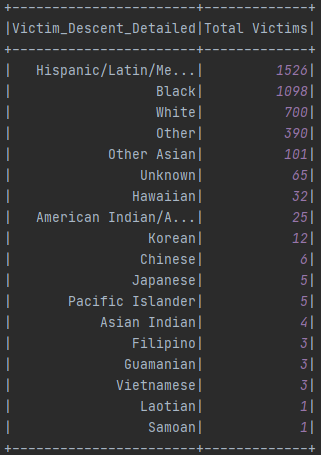 +----------------------+-------------+
|Victim_Descent_Detailed|Total Victims|
+----------------------+-------------+
| Hispanic/Latin/Me...| 1526|
| Black| 1098|
| White| 700|
| Other| 390|
| Other Asian| 101|
| Unknown| 65|
| Hawaiian| 32|
| American Indian/A...| 25|
| Korean| 12|
| Chinese| 6|
| Japanese| 5|
| Pacific Islander| 5|
| Asian Indian| 4|
| Filipino| 3|
| Guamanian| 3|
| Vietnamese| 3|
| Laotian| 1|
| Samoan| 1|
+----------------------+-------------+